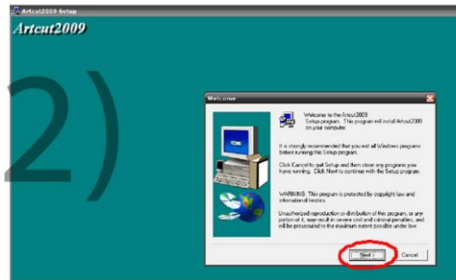 Artcut2009 Setup
Artcut2009
2)
Welcome
Welcome to the Artcut2009
Setup program. This program will install Artcut2009
on your computer.
It is strongly recommended that you exit all Windows programs
before running this Setup program.
Click Cancel to quit Setup and then close any programs you
have running. Click Next to continue with the Setup program.
WARNING: This program is protected by copyright law and
international treaties.
Unauthorized reproduction or distribution of this program, or any
portion of it, may result in severe civil and criminal penalties, and
will be prosecuted to the maximum extent possible under law.
Next >
Cancel